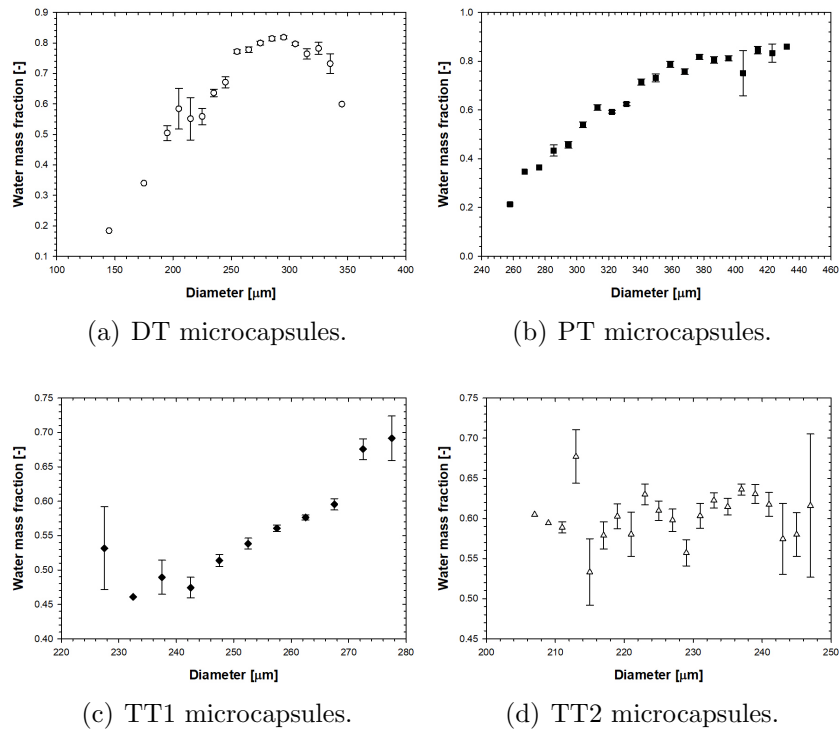 0.9
0.8
0.7
0.6
0.5
0.4
0.3
0.2
0.1
Water mass fraction [-]
100 150 200 250 300 350 400
Diameter [μm]
(a) DT microcapsules.
1.0
0.8
0.6
0.4
0.2
0.0
Water mass fraction [-]
240 260 280 300 320 340 360 380 400 420 440 460
Diameter [μm]
(b) PT microcapsules.
0.75
0.70
0.65
0.60
0.55
0.50
0.45
0.40
Water mass fraction [-]
220 230 240 250 260 270 280
Diameter [μm]
(c) TT1 microcapsules.
0.75
0.70
0.65
0.60
0.55
0.50
0.45
Water mass fraction [-]
200 210 220 230 240 250
Diameter [μm]
(d) TT2 microcapsules.